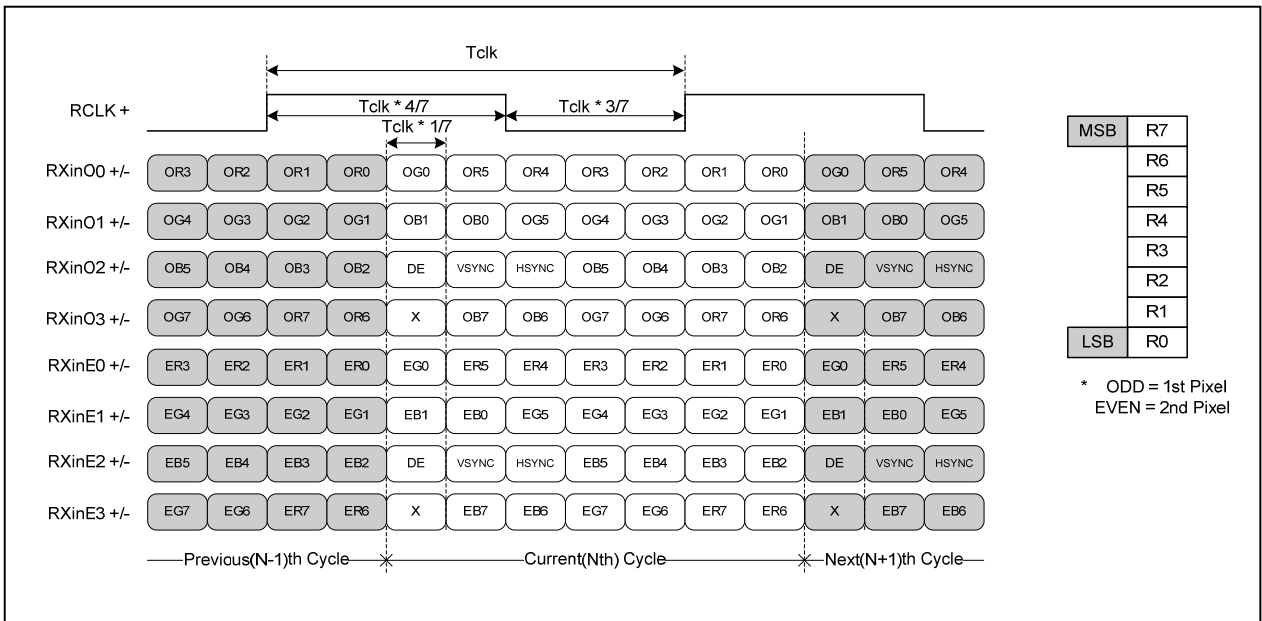 Tclk
RCLK +
Tclk * 4/7 Tclk * 3/7
Tclk * 1/7
RXinO0 +/- OR3 OR2 OR1 OR0 OG0 OR5 OR4 OR3 OR2 OR1 OR0 OG0 OR5 OR4
RXinO1 +/- OG4 OG3 OG2 OG1 OB1 OB0 OG5 OG4 OG3 OG2 OG1 OB1 OB0 OG5
RXinO2 +/- OB5 OB4 OB3 OB2 DE VSYNC HSYNC OB5 OB4 OB3 OB2 DE VSYNC HSYNC
RXinO3 +/- OG7 OG6 OR7 OR6 X OB7 OB6 OG7 OG6 OR7 OR6 X OB7 OB6
RXinE0 +/- ER3 ER2 ER1 ER0 EG0 ER5 ER4 ER3 ER2 ER1 ER0 EG0 ER5 ER4
RXinE1 +/- EG4 EG3 EG2 EG1 EB1 EB0 EG5 EG4 EG3 EG2 EG1 EB1 EB0 EG5
RXinE2 +/- EB5 EB4 EB3 EB2 DE VSYNC HSYNC EB5 EB4 EB3 EB2 DE VSYNC HSYNC
RXinE3 +/- EG7 EG6 ER7 ER6 X EB7 EB6 EG7 EG6 ER7 ER6 X EB7 EB6
Previous(N-1)th Cycle Current(Nth) Cycle Next(N+1)th Cycle
MSB R7
R6
R5
R4
R3
R2
R1
LSB R0
* ODD = 1st Pixel
EVEN = 2nd Pixel